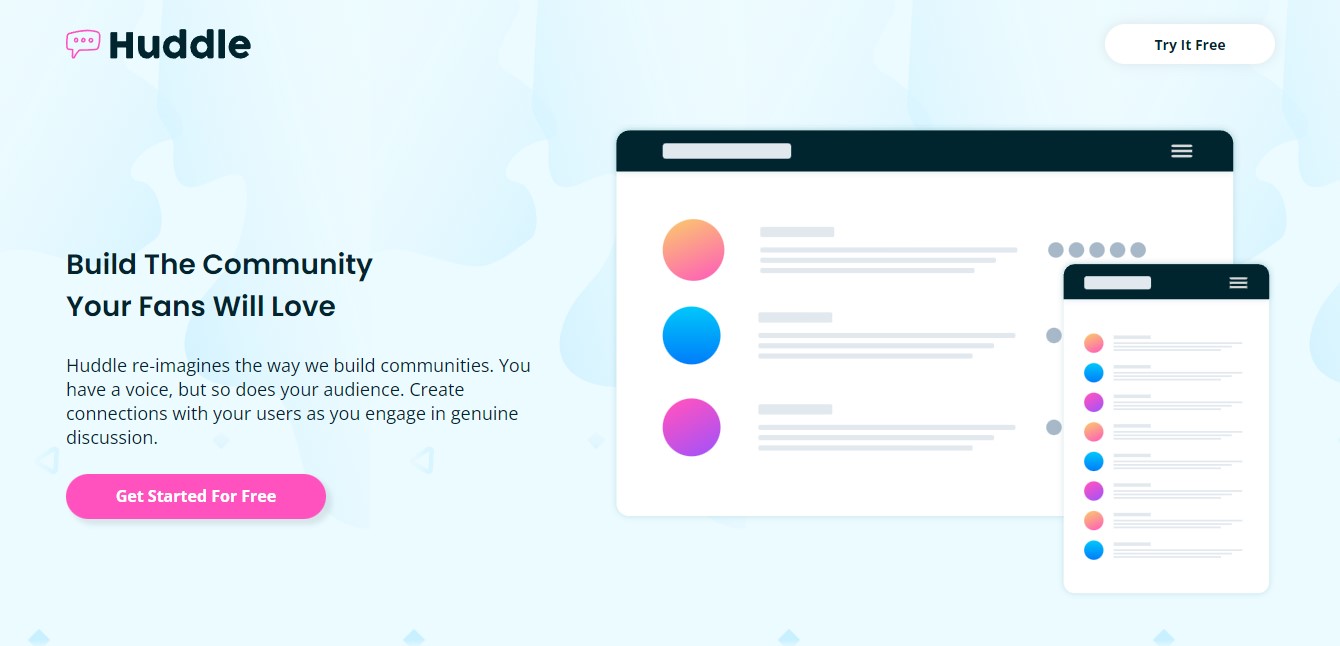 Huddle
Try It Free
Build The Community
Your Fans Will Love
Huddle re-imagines the way we build communities. You
have a voice, but so does your audience. Create
connections with your users as you engage in genuine
discussion.
Get Started For Free